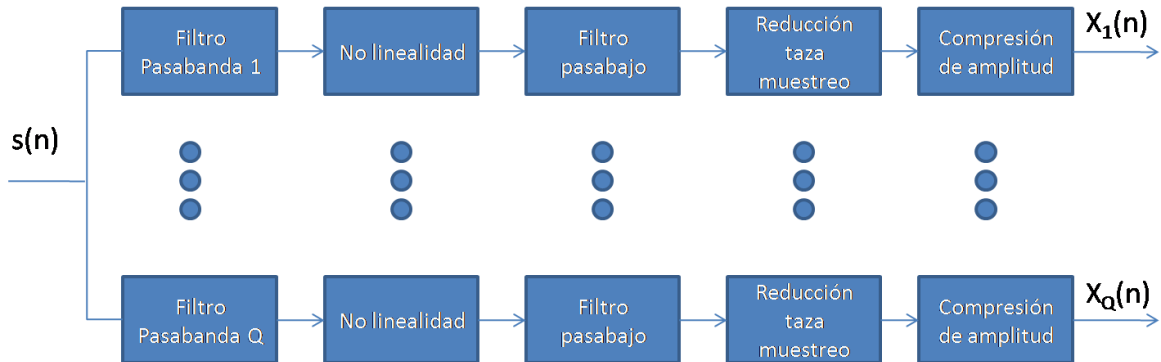 Filtro
Pasabanda 1
No linealidad
Filtro
pasabajo
Reducción
taza
muestreo
Compresión
de amplitud
X1(n)
s(n)
Filtro
Pasabanda Q
No linealidad
Filtro
pasabajo
Reducción
taza
muestreo
Compresión
de amplitud
XQ(n)